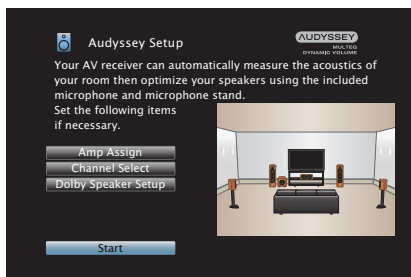 Audyssey Setup
AUDYSSEY
MULTEQ
DYNAMIC VOLUME
Your AV receiver can automatically measure the acoustics of
your room then optimize your speakers using the included
microphone and microphone stand.
Set the following items
if necessary.
Amp Assign
Channel Select
Dolby Speaker Setup
Start